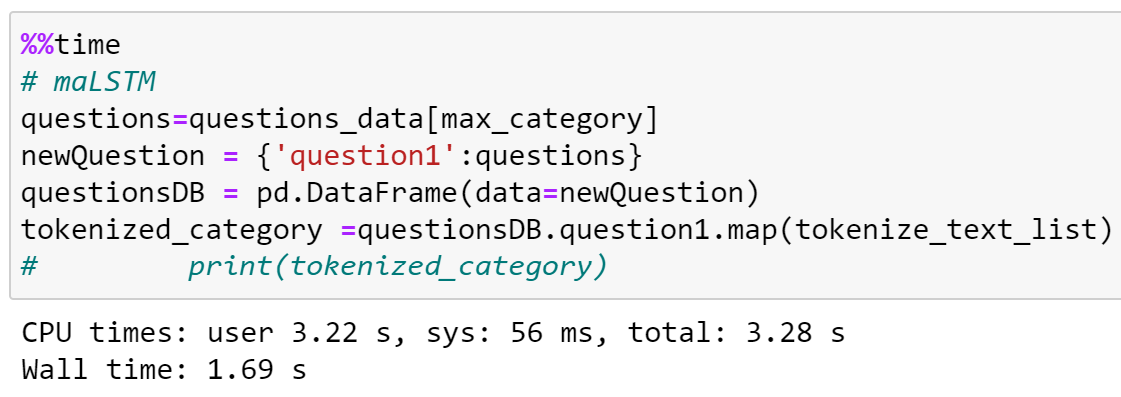 %%time
# maLSTM
questions=questions_data[max_category]
newQuestion = {'question1':questions}
questionsDB = pd.DataFrame(data=newQuestion)
tokenized_category =questionsDB.question1.map(tokenize_text_list)
#         print(tokenized_category)
CPU times: user 3.22 s, sys: 56 ms, total: 3.28 s
Wall time: 1.69 s